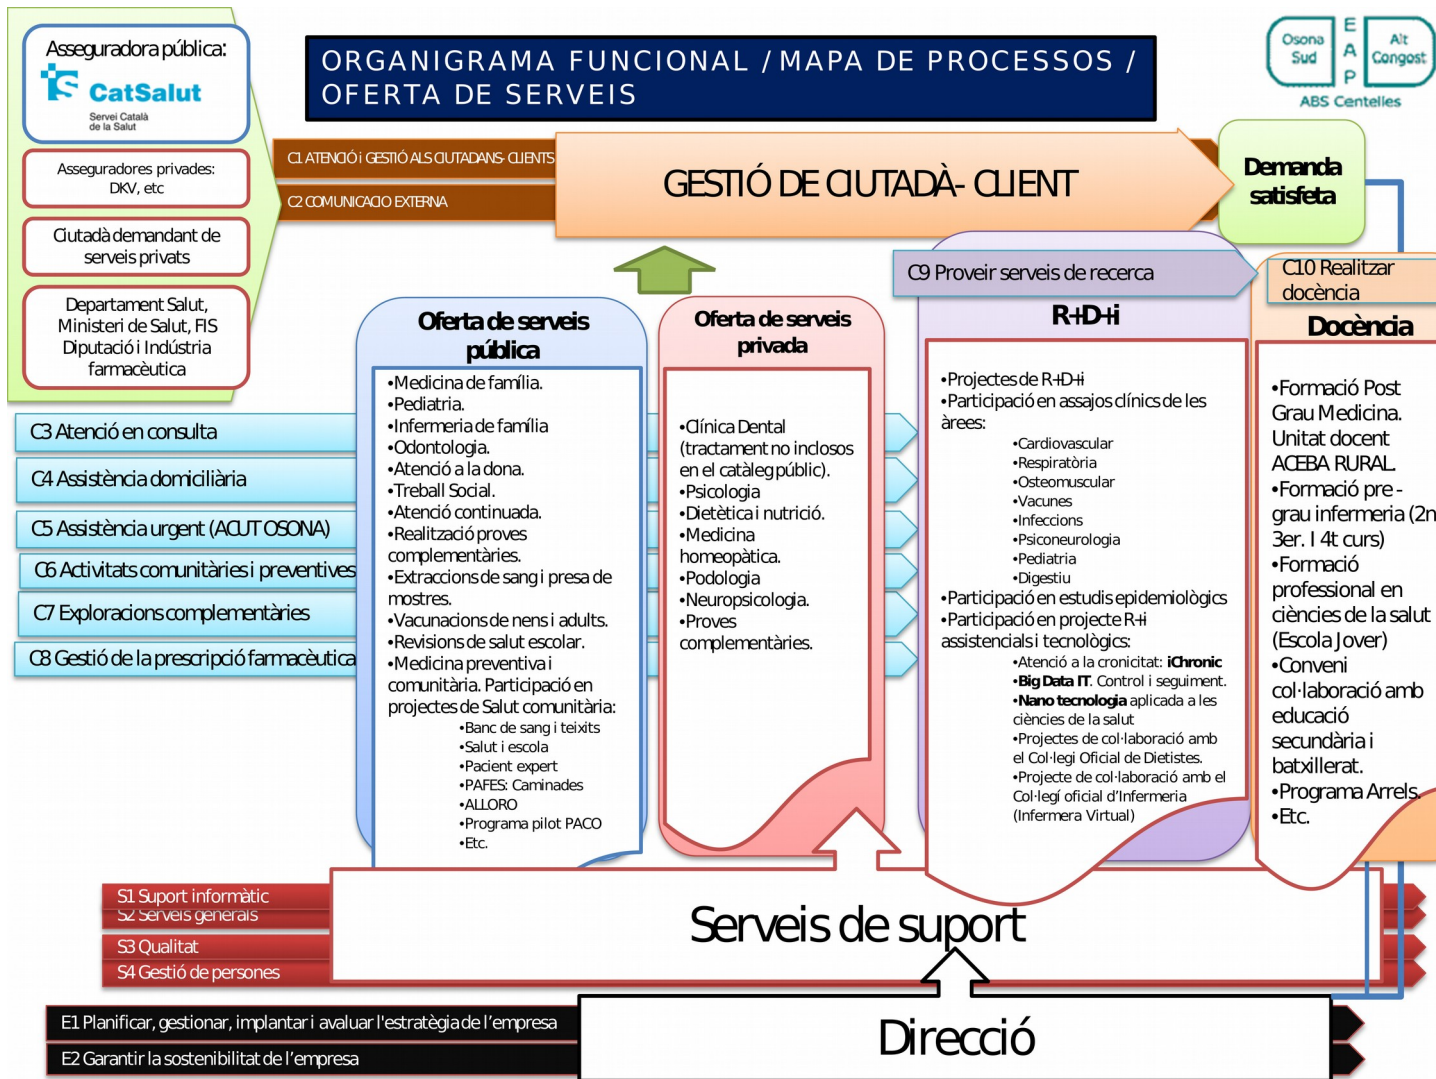 Asseguradora pública:
CatSalut
Servei Català
de la Salut
Asseguradores privades:
DKV, etc
Ciutadà demandant de
serveis privats
Departament Salut,
Ministeri de Salut, FIS
Diputació i Indústria
farmacèutica
ORGANIGRAMA FUNCIONAL / MAPA DE PROCESSOS /
OFERTA DE SERVEIS
Osona
Sud
E
A
P
Alt
Congost
ABS Centelles
C1 ATENCIÓ i GESTIÓ ALS CIUTADANS- CLIENTS
C2 COMUNICACIO EXTERNA
GESTIÓ DE CIUTADÀ- CLIENT
Demanda
satisfeta
C3 Atenció en consulta
C4 Assistència domiciliària
C5 Assistència urgent (ACUT OSONA)
C6 Activitats comunitàries i preventives
C7 Exploracions complementàries
C8 Gestió de la prescripció farmacèutica
Oferta de serveis
pública
•Medicina de família.
•Pediatria.
•Infermeria de família
•Odontologia.
•Atenció a la dona.
•Treball Social.
•Atenció continuada.
•Realització proves
complementàries.
•Extraccions de sang i presa de
mostres.
•Vacunacions de nens i adults.
•Revisions de salut escolar.
•Medicina preventiva i
comunitària. Participació en
projectes de Salut comunitària:
•Banc de sang i teixits
•Salut i escola
•Pacient expert
•PAFES: Caminades
•ALLORO
•Programa pilot PACO
•Etc.
Oferta de serveis
privada
•Clínica Dental
(tractament no inclosos
en el catàleg públic).
•Psicologia
•Dietètica i nutrició.
•Medicina
homeopàtica.
•Podologia
•Neuropsicologia.
•Proves
complementàries.
C9 Proveir serveis de recerca
R+D+i
•Projectes de R+D+i
•Participació en assajos clínics de les
àrees:
•Cardiovascular
•Respiratòria
•Osteomuscular
•Vacunes
•Infeccions
•Psiconeurologia
•Pediatria
•Digestiu
•Participació en estudis epidemiològics
•Participació en projecte R+i
assistencials i tecnològics:
•Atenció a la cronicitat: iChronic
•Big Data IT. Control i seguiment.
•Nano tecnologia aplicada a les
ciències de la salut
•Projectes de col·laboració amb
el Col·legi Oficial de Dietistes.
•Projecte de col·laboració amb el
Col·legí oficial d’Infermeria
(Infermera Virtual)
C10 Realitzar
docència
Docència
•Formació Post
Grau Medicina.
Unitat docent
ACEBA RURAL.
•Formació pre -
grau infermeria (2n
3er. I 4t curs)
•Formació
professional en
ciències de la salut
(Escola Jover)
•Conveni
col·laboració amb
educació
secundària i
batxillerat.
•Programa Arrels.
•Etc.
S1 Suport informàtic
S2 Serveis generals
S3 Qualitat
S4 Gestió de persones
Serveis de suport
E1 Planificar, gestionar, implantar i avaluar l'estratègia de l’empresa
E2 Garantir la sostenibilitat de l’empresa
Direcció